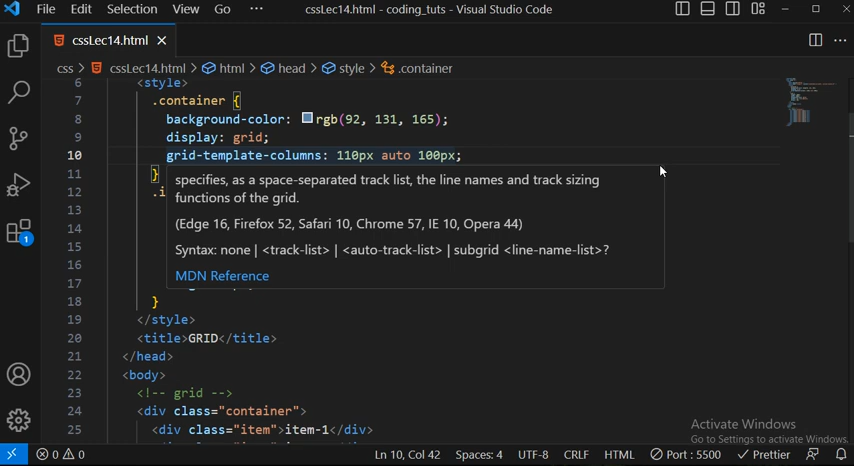 File Edit Selection View Go ··· cssLec14.html - coding_tuts - Visual Studio Code
cssLec14.html
css > cssLec14.html > html > head > style > .container
6 <style>
7 .container {
8 background-color: rgb(92, 131, 165);
9 display: grid;
10 grid-template-columns: 110px auto 100px;
11 }
12 .i
specifies, as a space-separated track list, the line names and track sizing
functions of the grid.
(Edge 16, Firefox 52, Safari 10, Chrome 57, IE 10, Opera 44)
Syntax: none | <track-list> | <auto-track-list> | subgrid <line-name-list>?
MDN Reference
13
14
15
16
17
18 }
19 </style>
20 <title>GRID</title>
21 </head>
22 <body>
23 <!-- grid -->
24 <div class="container">
25 <div class="item">item-1</div>
1
Activate Windows
Go to Settings to activate Windows.
0 0 Ln 10, Col 42 Spaces: 4 UTF-8 CRLF HTML Port : 5500 Prettier